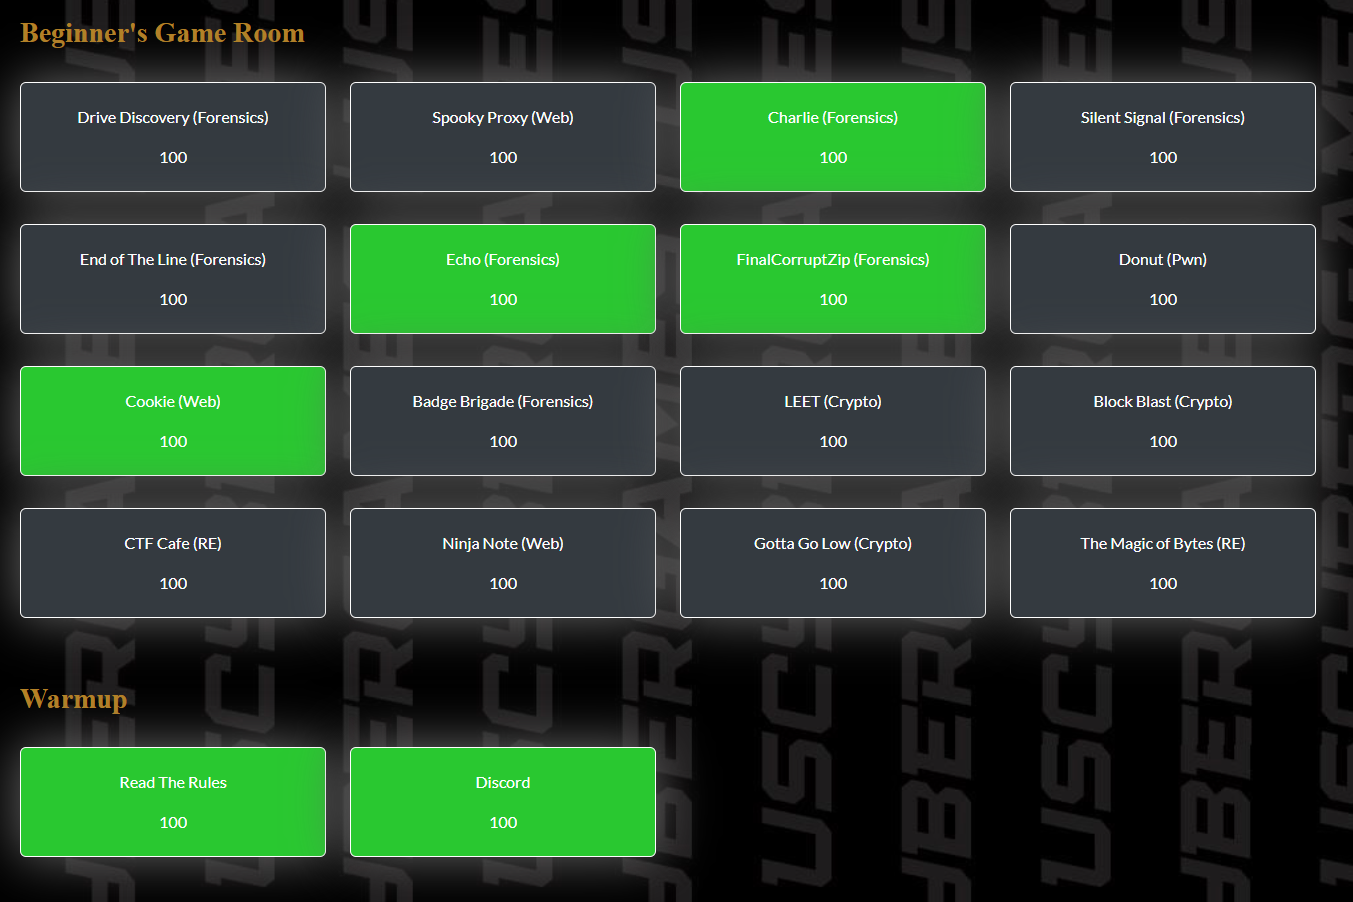 Beginner's Game Room
Drive Discovery (Forensics)
100
Spooky Proxy (Web)
100
Charlie (Forensics)
100
Silent Signal (Forensics)
100
End of The Line (Forensics)
100
Echo (Forensics)
100
FinalCorruptZip (Forensics)
100
Donut (Pwn)
100
Cookie (Web)
100
Badge Brigade (Forensics)
100
LEET (Crypto)
100
Block Blast (Crypto)
100
CTF Cafe (RE)
100
Ninja Note (Web)
100
Gotta Go Low (Crypto)
100
The Magic of Bytes (RE)
100
Warmup
Read The Rules
100
Discord
100